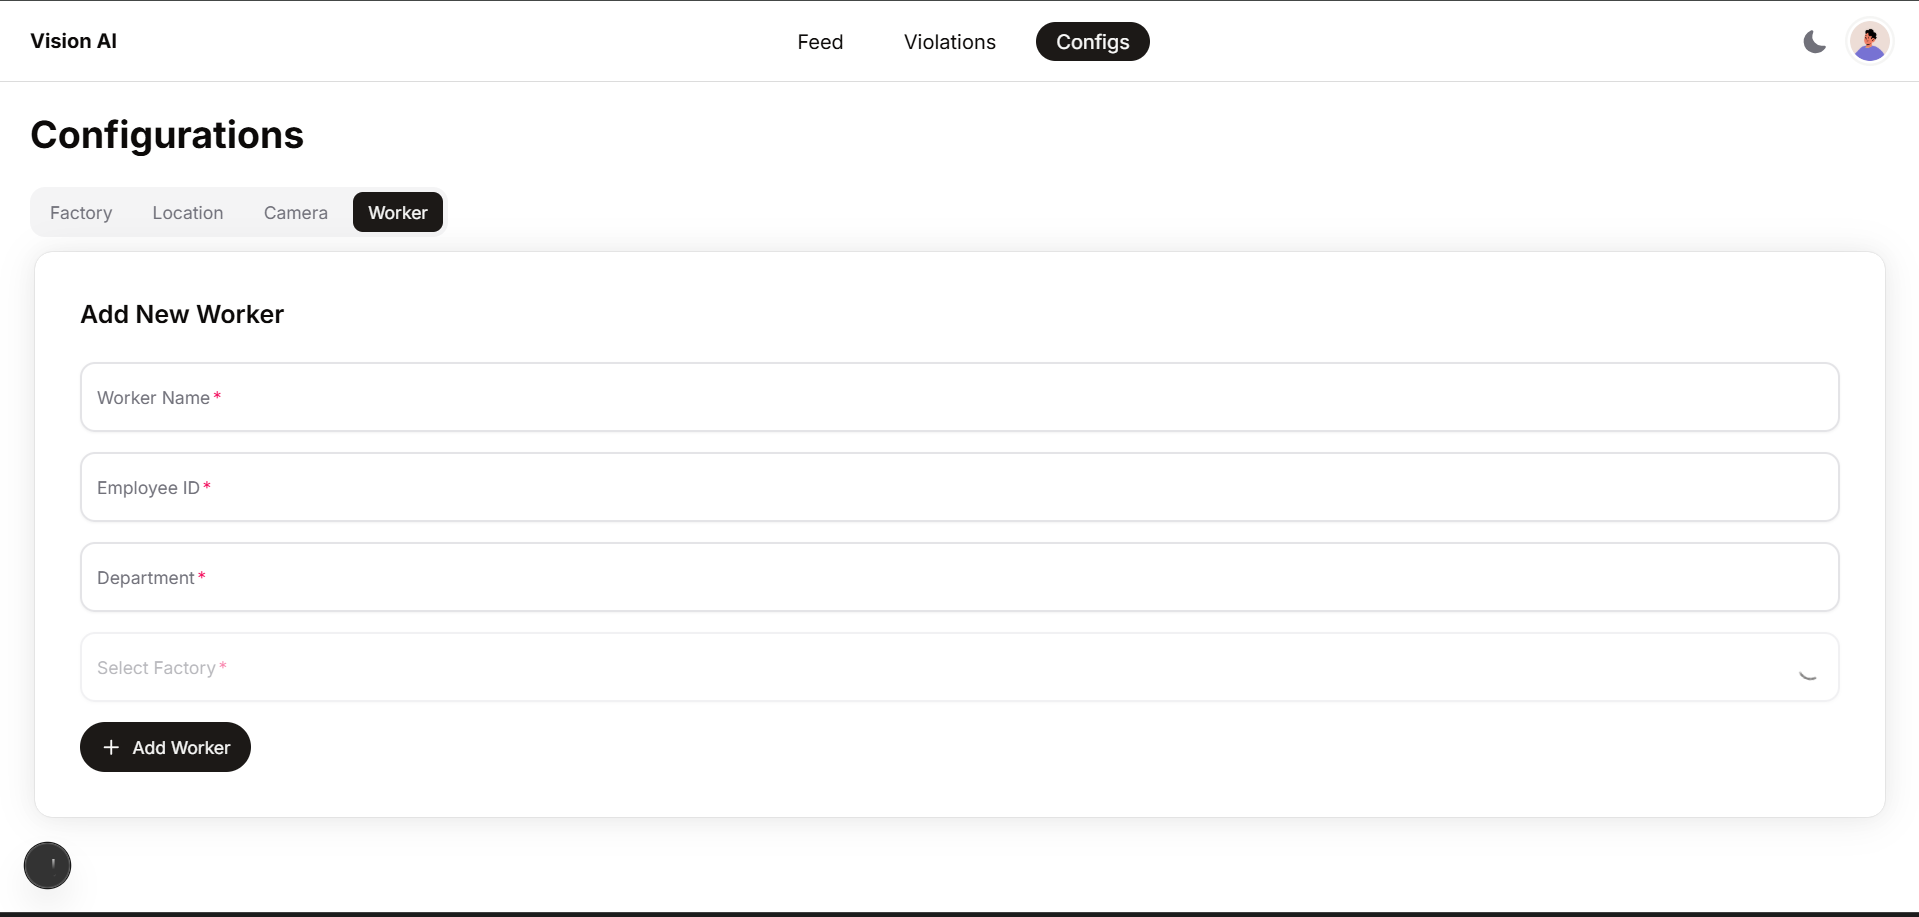 Vision AI
Feed
Violations
Configs
Configurations
Factory
Location
Camera
Worker
Add New Worker
Worker Name*
Employee ID*
Department*
Select Factory*
+ Add Worker